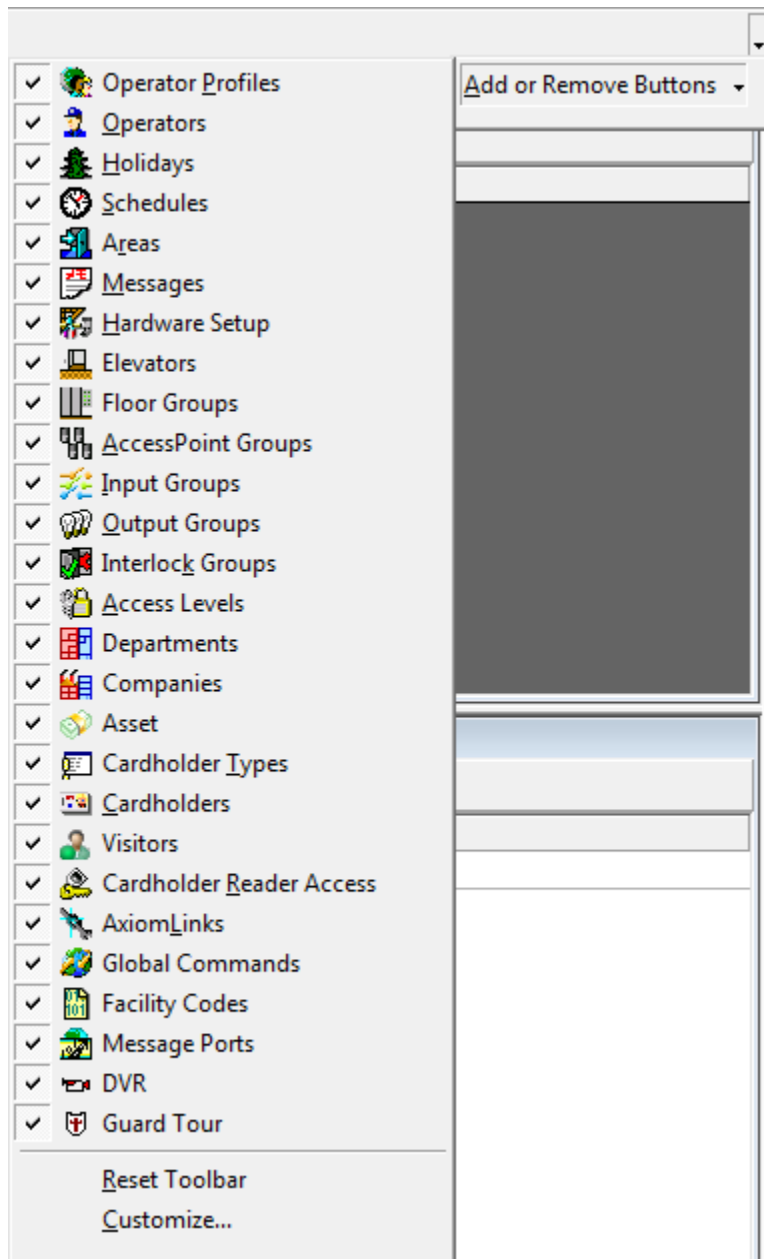 Add or Remove Buttons
Operator Profiles
Operators
Holidays
Schedules
Areas
Messages
Hardware Setup
Elevators
Floor Groups
AccessPoint Groups
Input Groups
Output Groups
Interlock Groups
Access Levels
Departments
Companies
Asset
Cardholder Types
Cardholders
Visitors
Cardholder Reader Access
AxiomLinks
Global Commands
Facility Codes
Message Ports
DVR
Guard Tour
Reset Toolbar
Customize...